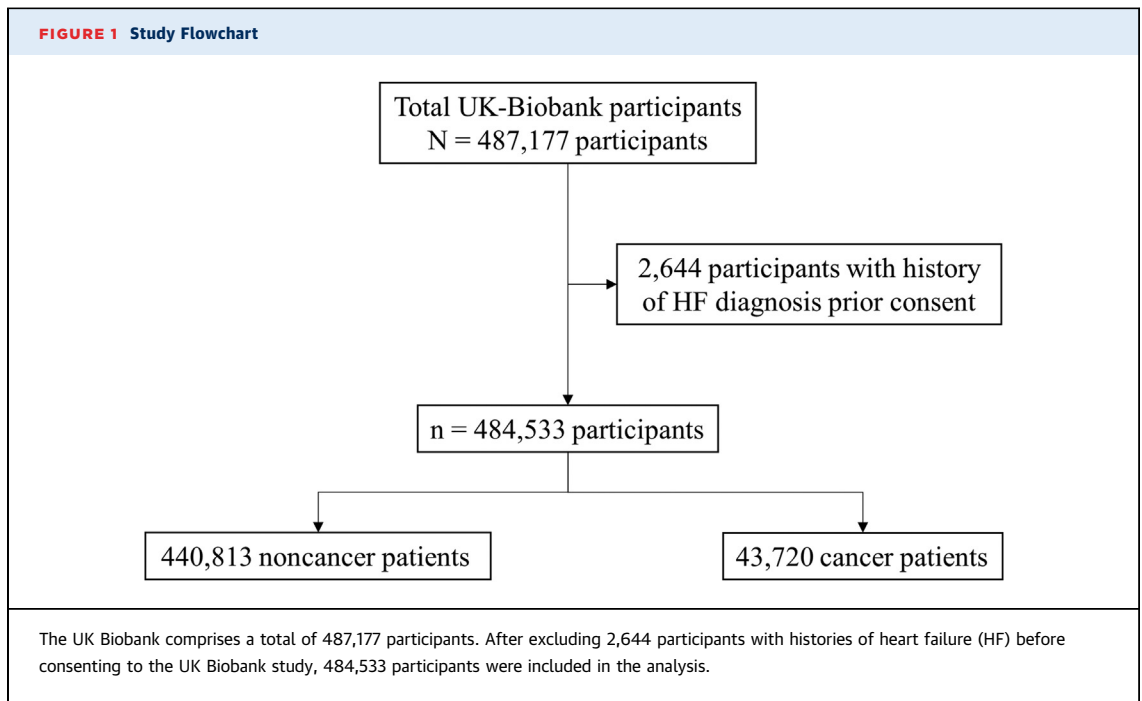 FIGURE 1 Study Flowchart
Total UK-Biobank participants
N = 487,177 participants
2,644 participants with history
of HF diagnosis prior consent
n = 484,533 participants
440,813 noncancer patients
43,720 cancer patients
The UK Biobank comprises a total of 487,177 participants. After excluding 2,644 participants with histories of heart failure (HF) before
consenting to the UK Biobank study, 484,533 participants were included in the analysis.